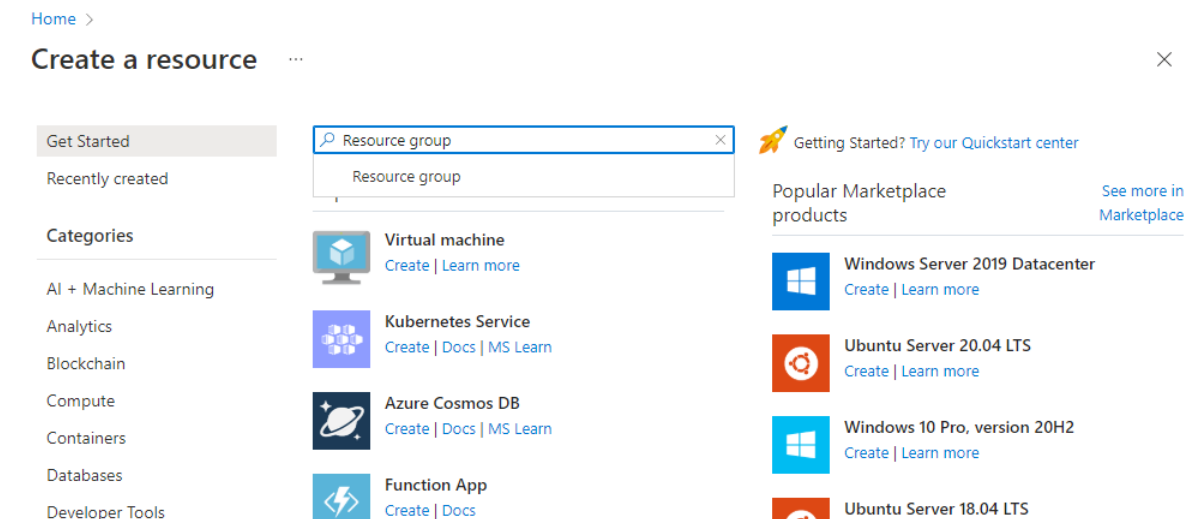 Home >
Create a resource ...
Get Started
Recently created
Categories
AI + Machine Learning
Analytics
Blockchain
Compute
Containers
Databases
Developer Tools
Resource group
Resource group
Virtual machine
Create | Learn more
Kubernetes Service
Create | Docs | MS Learn
Azure Cosmos DB
Create | Docs | MS Learn
Function App
Create | Docs
Getting Started? Try our Quickstart center
Popular Marketplace
products
See more in
Marketplace
Windows Server 2019 Datacenter
Create | Learn more
Ubuntu Server 20.04 LTS
Create | Learn more
Windows 10 Pro, version 20H2
Create | Learn more
Ubuntu Server 18.04 LTS